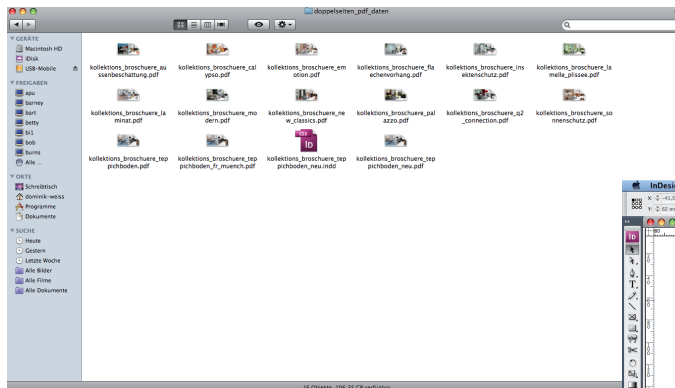 doppelseiten_pdf_daten
GERÄTE
Macintosh HD
iDisk
USB-Mobile
FREIGABEN
apu
barney
bart
betty
bi1
bob
burns
Alle ...
ORTE
Schreibtisch
dominik-weiss
Programme
Dokumente
SUCHE
Heute
Gestern
Letzte Woche
Alle Bilder
Alle Filme
Alle Dokumente
kollektions_broschuere_au
ssenbeschattung.pdf
kollektions_broschuere_cal
ypso.pdf
kollektions_broschuere_em
otion.pdf
kollektions_broschuere_fla
echenvorhang.pdf
kollektions_broschuere_ins
ektenschutz.pdf
kollektions_broschuere_la
melle_plissee.pdf
kollektions_broschuere_la
minat.pdf
kollektions_broschuere_mo
dern.pdf
kollektions_broschuere_ne
w_classics.pdf
kollektions_broschuere_pal
azzo.pdf
kollektions_broschuere_q2
_connection.pdf
kollektions_broschuere_so
nnenschutz.pdf
kollektions_broschuere_tep
pichboden.pdf
kollektions_broschuere_tep
pichboden_fr_muench.pdf
ID
kollektions_broschuere_tep
pichboden_neu.indd
kollektions_broschuere_tep
pichboden_neu.pdf
InDesi
X:
Y: 62 m
ID
T